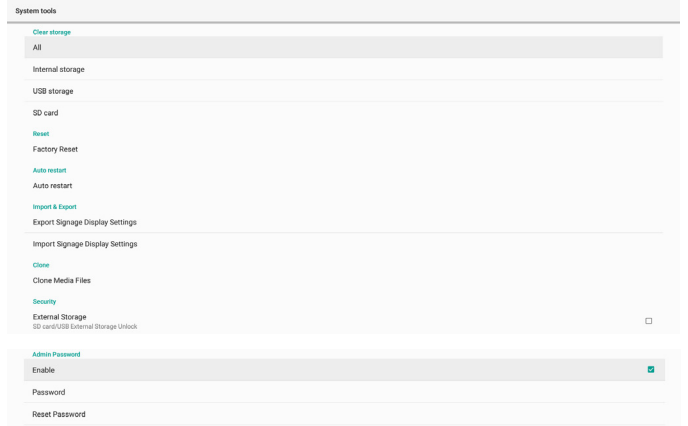 System tools
Clear storage
All
Internal storage
USB storage
SD card
Reset
Factory Reset
Auto restart
Auto restart
Import & Export
Export Signage Display Settings
Import Signage Display Settings
Clone
Clone Media Files
Security
External Storage
SD card/USB External Storage Unlock
Admin Password
Enable
Password
Reset Password